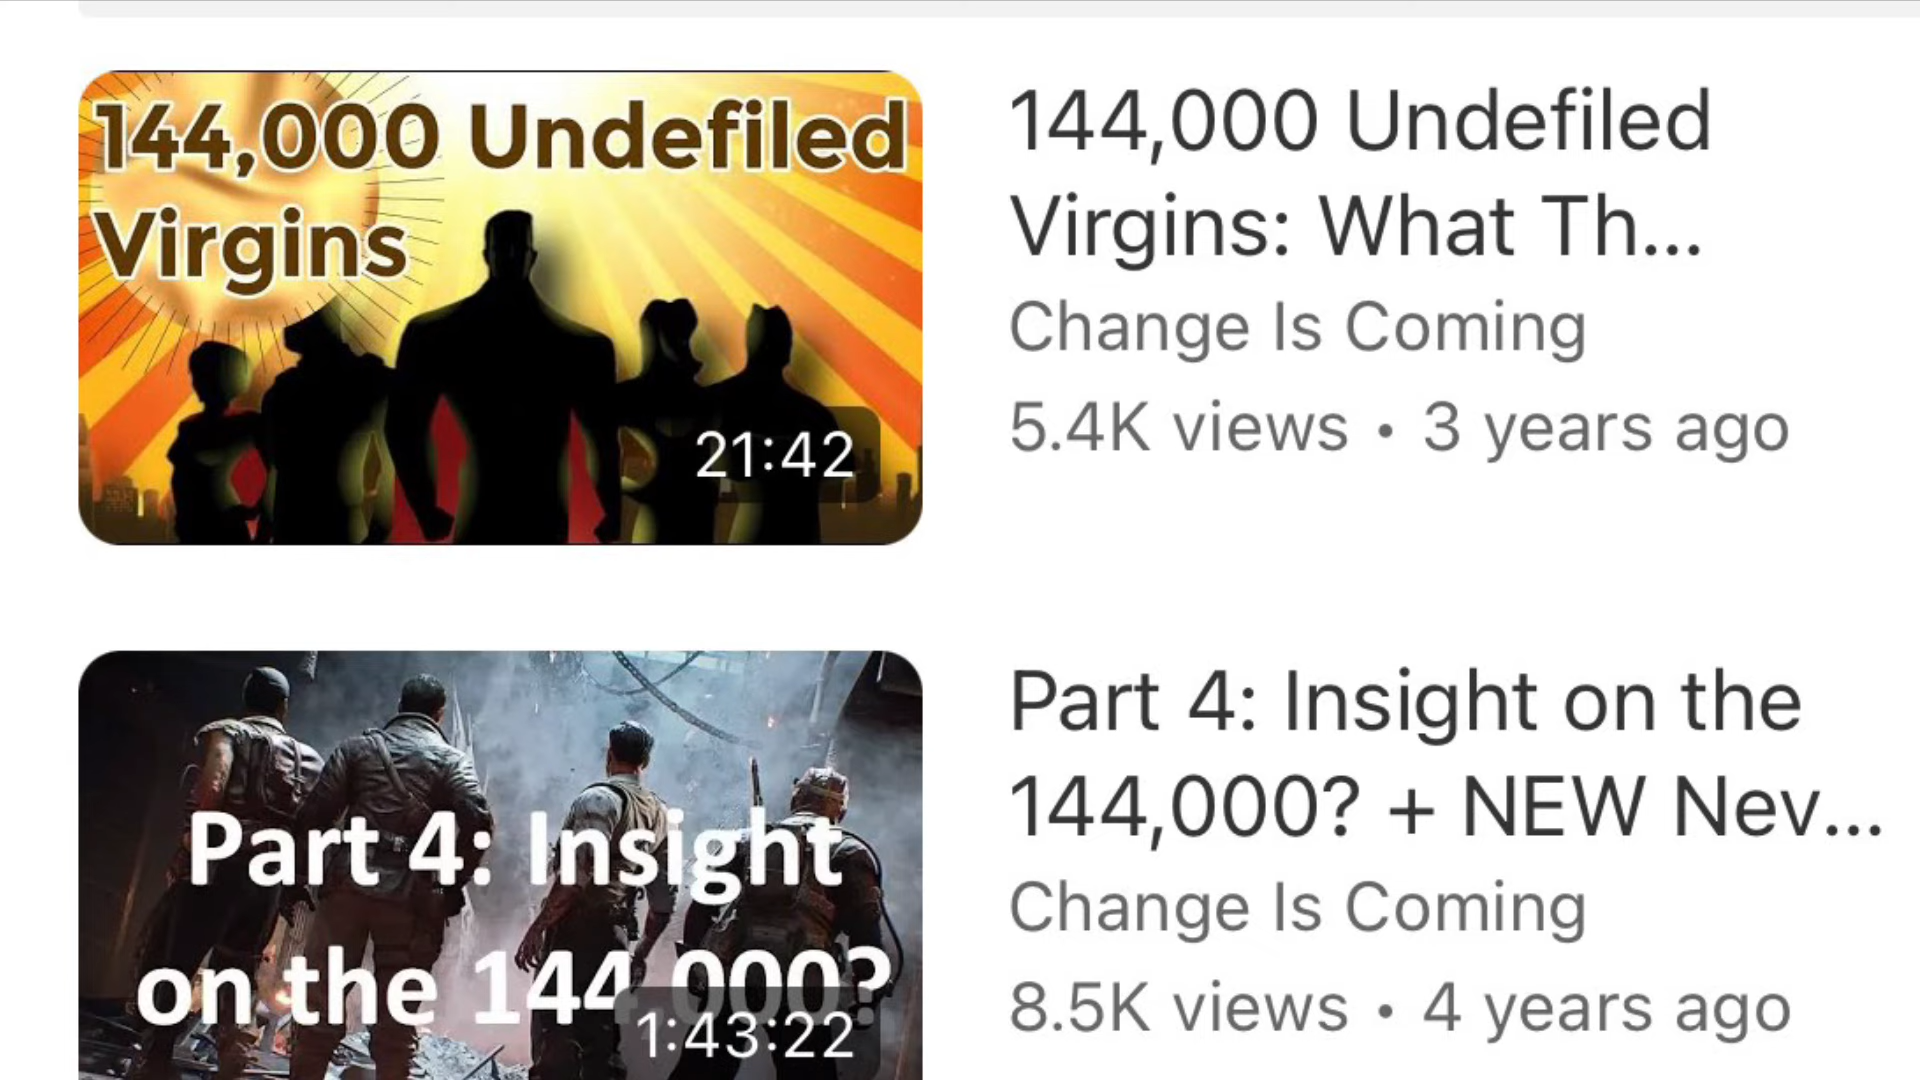 144,000 Undefiled
Virgins
21:42
144,000 Undefiled
Virgins: What Th...
Change Is Coming
5.4K views • 3 years ago
Part 4: Insight
on the 144,000?
1:43:22
Part 4: Insight on the
144,000? + NEW Nev...
Change Is Coming
8.5K views • 4 years ago